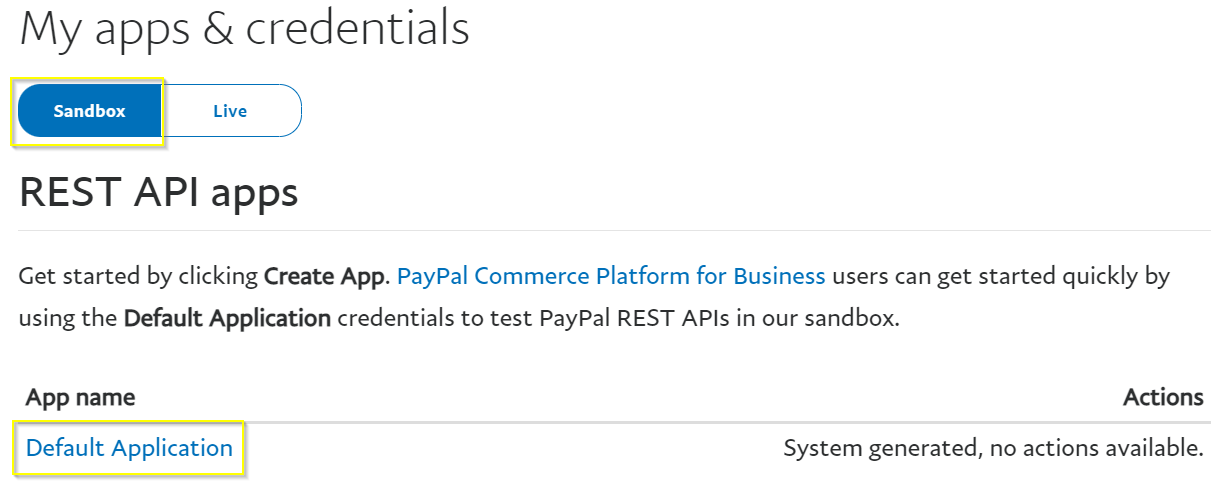 My apps & credentials
Sandbox Live
REST API apps
Get started by clicking Create App. PayPal Commerce Platform for Business users can get started quickly by
using the Default Application credentials to test PayPal REST APIs in our sandbox.
App name Actions
Default Application System generated, no actions available.